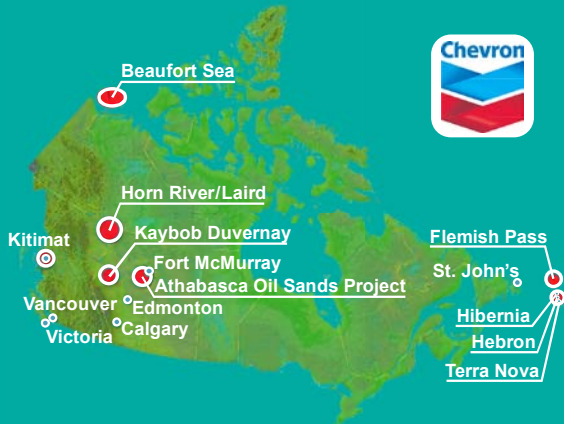 Chevron
Beaufort Sea
Horn River/Laird
Kaybob Duvernay
Kitimat
Fort McMurray
Athabasca Oil Sands Project
Edmonton
Vancouver
Calgary
Victoria
Flemish Pass
St. John's
Hibernia
Hebron
Terra Nova